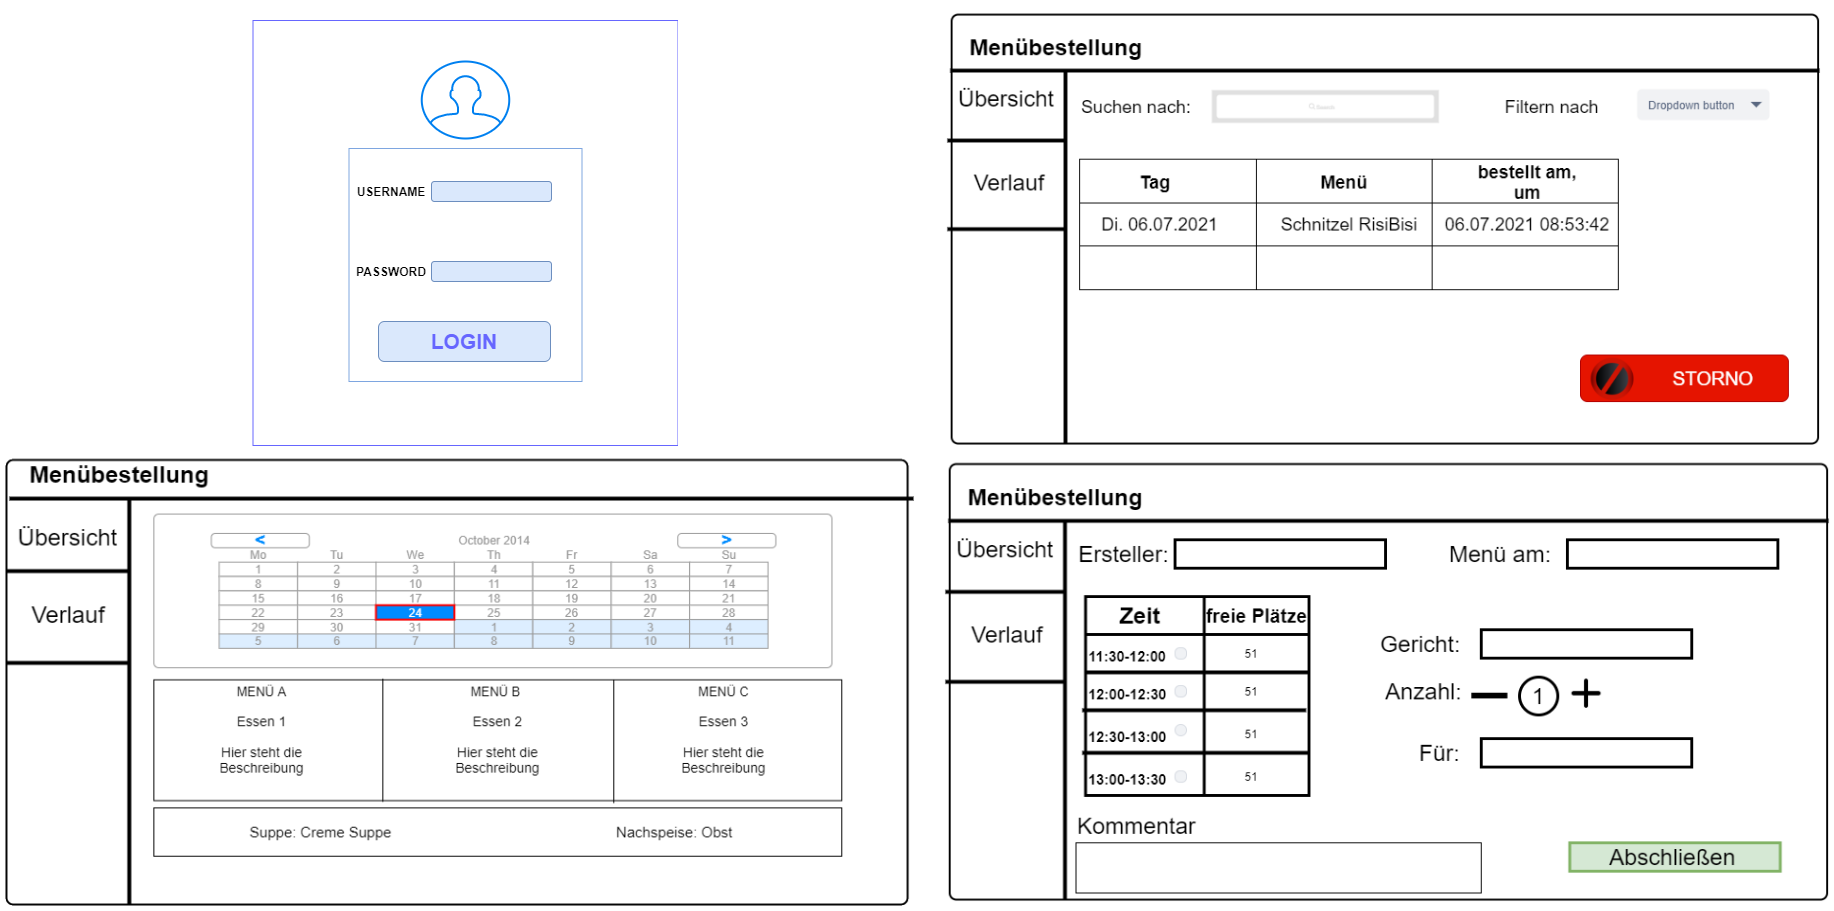 USERNAME
PASSWORD
LOGIN
Menübestellung
Übersicht
Verlauf
Suchen nach:
Search
Filtern nach
Dropdown button
Tag Menü bestellt am,
um
Di. 06.07.2021 Schnitzel RisiBisi 06.07.2021 08:53:42
STORNO
Menübestellung
Übersicht
Verlauf
< October 2014 >
Mo Tu We Th Fr Sa Su
1 2 3 4 5 6 7
8 9 10 11 12 13 14
15 16 17 18 19 20 21
22 23 24 25 26 27 28
29 30 31 1 2 3 4
5 6 7 8 9 10 11
MENÜ A
Essen 1
Hier steht die
Beschreibung
MENÜ B
Essen 2
Hier steht die
Beschreibung
MENÜ C
Essen 3
Hier steht die
Beschreibung
Suppe: Creme Suppe
Nachspeise: Obst
Menübestellung
Übersicht
Verlauf
Ersteller:
Menü am:
Zeit freie Plätze
11:30-12:00 51
12:00-12:30 51
12:30-13:00 51
13:00-13:30 51
Gericht:
Anzahl: 1
Für:
Kommentar
Abschließen